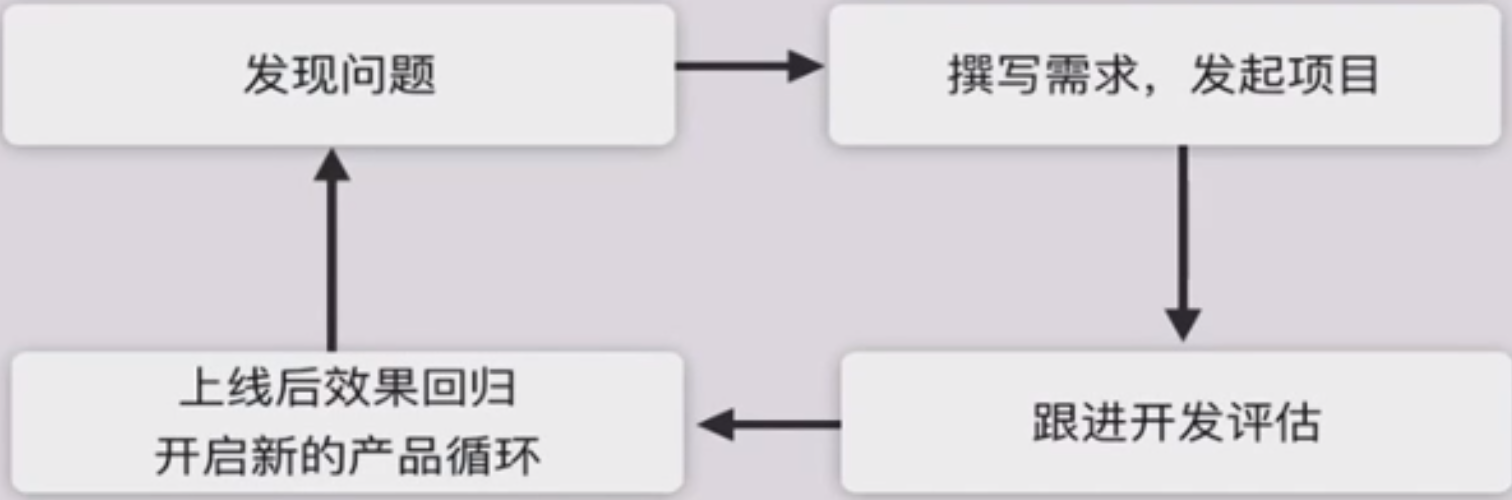 发现问题
撰写需求，发起项目
上线后效果回归
开启新的产品循环
跟进开发评估